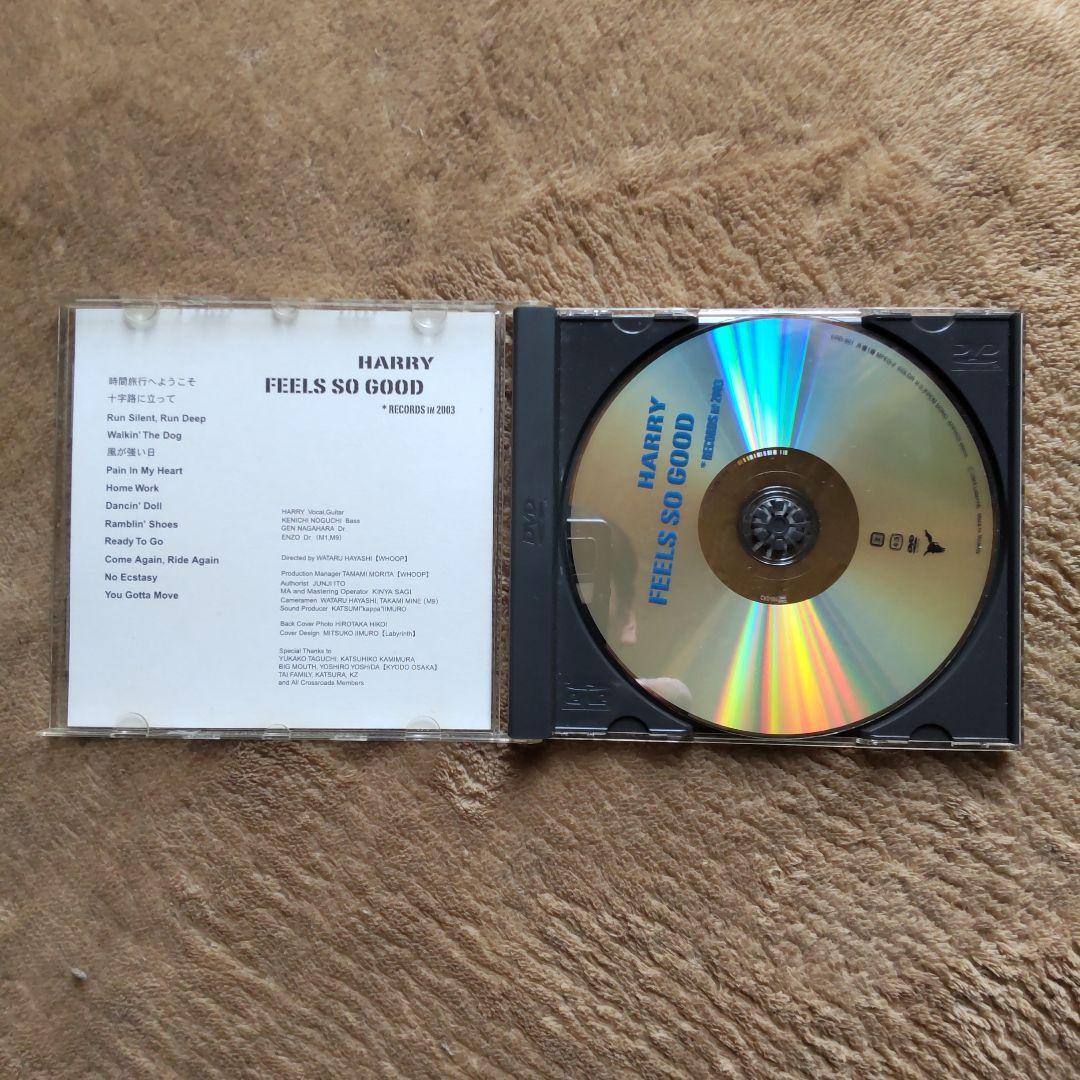 HARRY
FEELS SO GOOD
* RECORDS IN 2003
時間旅行へようこそ
十字路に立って
Run Silent, Run Deep
Walkin' The Dog
風が強い日
Pain In My Heart
Home Work
Dancin' Doll
Ramblin' Shoes
Ready To Go
Come Again, Ride Again
No Ecstasy
You Gotta Move
HARRY Vocal,Guitar
KENICHI NOGUCHI Bass
GEN NAGAHARA Dr
ENZO Dr (M1,M9)
Directed by WATARU HAYASHI【WHOOP】
Production Manager TAMAMI MORITA【WHOOP】
Authorist JUNJI ITO
MA and Mastering Operator KINYA SAGI
Cameramen WATARU HAYASHI, TAKAMI MINE (M9)
Sound Producer KATSUMI"kappa"IIMURO
Back Cover Photo HIROTAKA HIKOI
Cover Design MITSUKO IIMURO【Labyrinth】
Special Thanks to
YUKAKO TAGUCHI, KATSUHIKO KAMIMURA
BIG MOUTH, YOSHIRO YOSHIDA【KYODO OSAKA】
TAI FAMILY, KATSURA, KZ
and All Crossroads Members
DVD
HARRY
FEELS SO GOOD
* RECORDS IN 2003
DVD